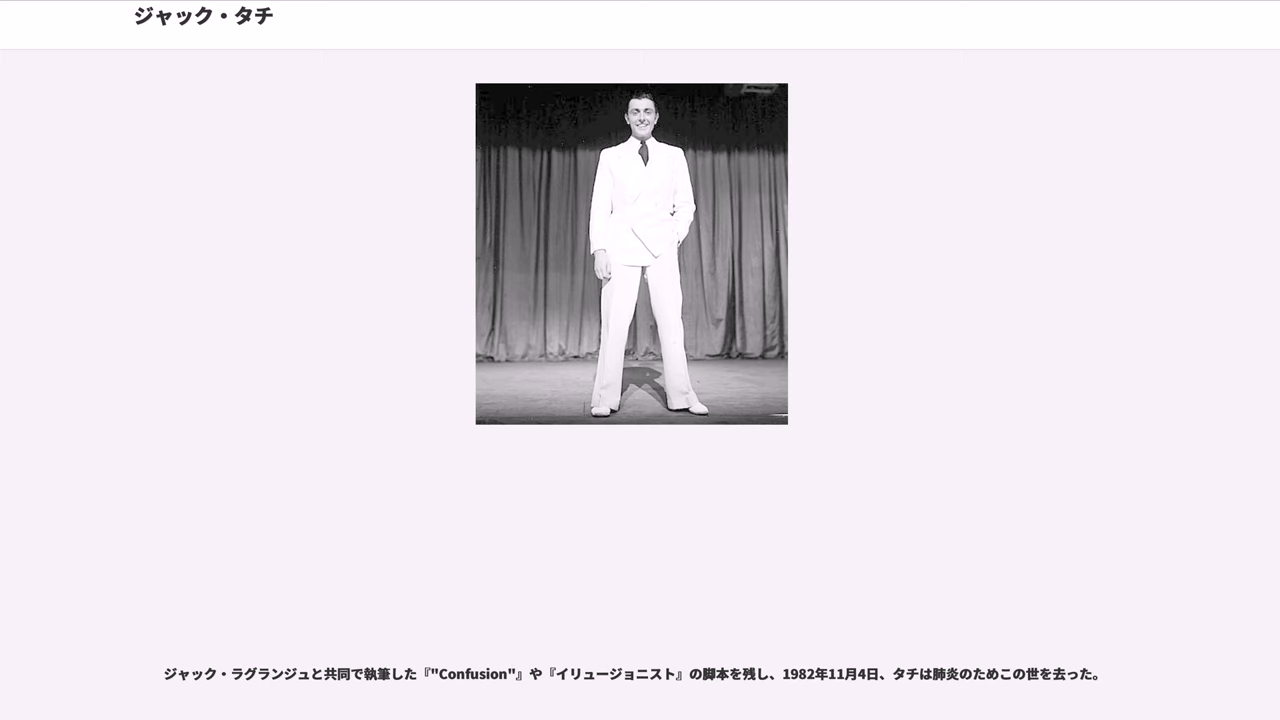 ジャック・タチ
ジャック・ラグランジュと共同で執筆した『"Confusion"』や『イリュージョニスト』の脚本を残し、1982年11月4日、タチは肺炎のためこの世を去った。